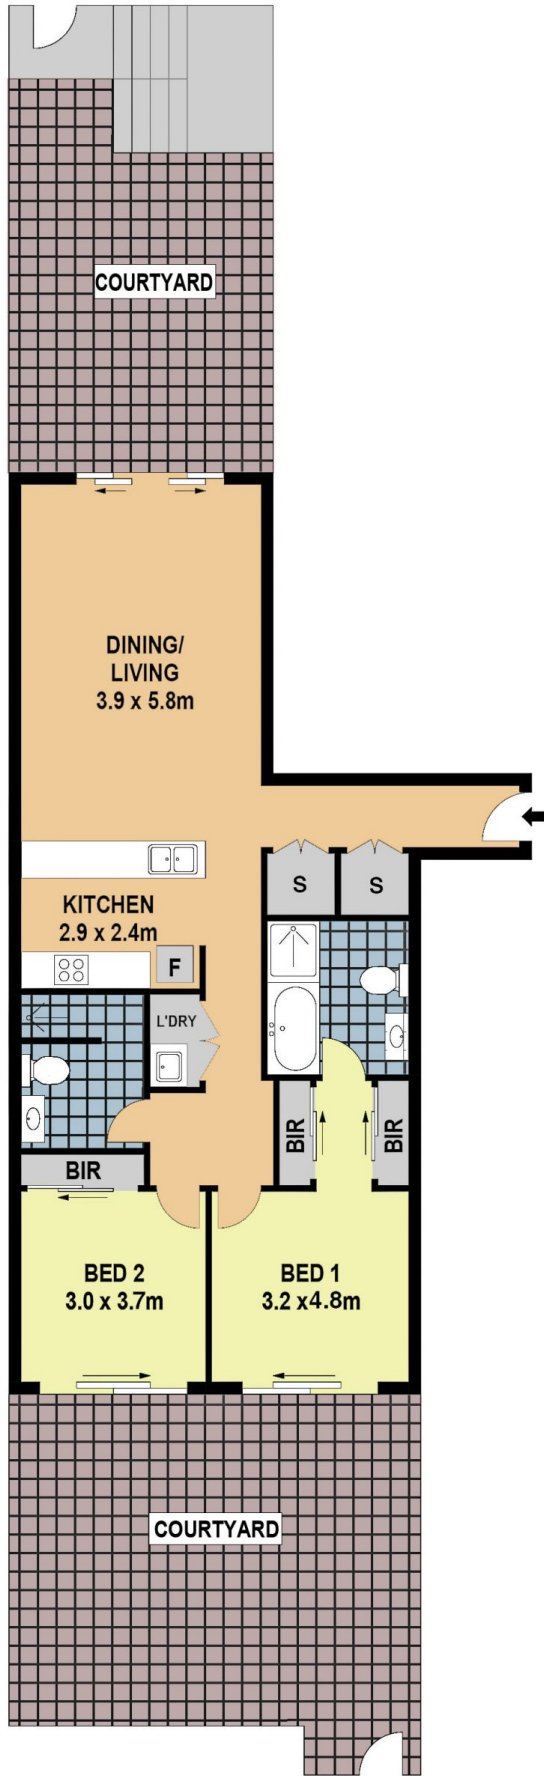 COURTYARD
DINING/
LIVING
3.9 x 5.8m
S
S
KITCHEN
2.9 x 2.4m
F
L'DRY
BIR
BIR
BIR
BED 2
3.0 x 3.7m
BED 1
3.2 x4.8m
COURTYARD